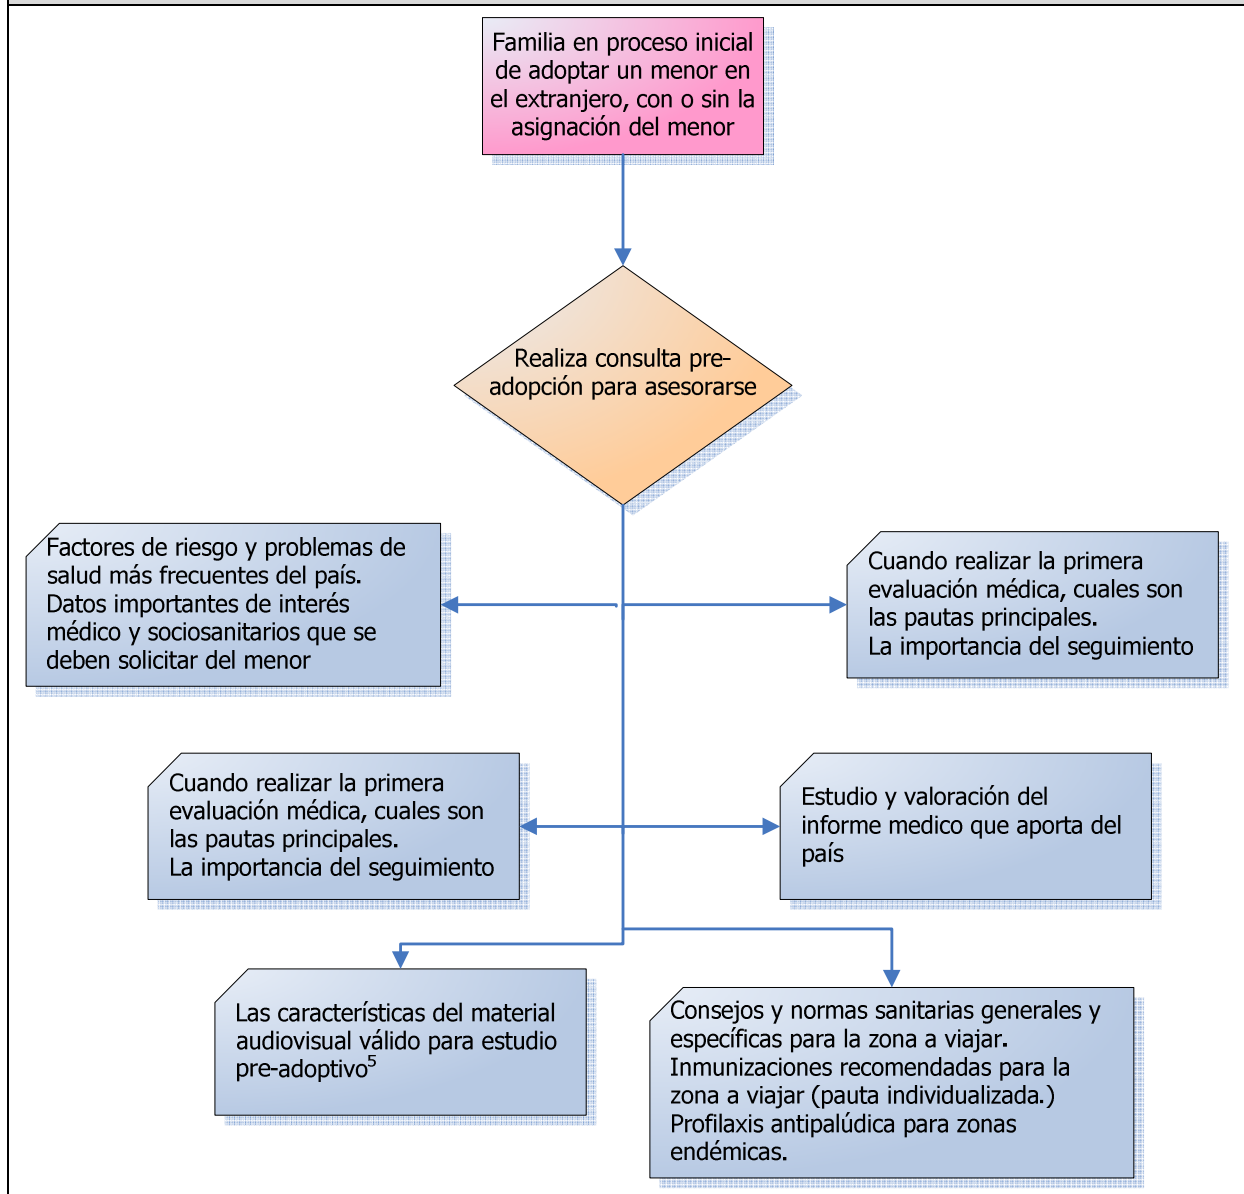 Familia en proceso inicial
de adoptar un menor en
el extranjero, con o sin la
asignación del menor
Realiza consulta pre-
adopción para asesorarse
Factores de riesgo y problemas de
salud más frecuentes del país.
Datos importantes de interés
médico y sociosanitarios que se
deben solicitar del menor
Cuando realizar la primera
evaluación médica, cuales son
las pautas principales.
La importancia del seguimiento
Cuando realizar la primera
evaluación médica, cuales son
las pautas principales.
La importancia del seguimiento
Estudio y valoración del
informe medico que aporta del
país
Las características del material
audiovisual válido para estudio
pre-adoptivo⁵
Consejos y normas sanitarias generales y
específicas para la zona a viajar.
Inmunizaciones recomendadas para la
zona a viajar (pauta individualizada.)
Profilaxis antipalúdica para zonas
endémicas.